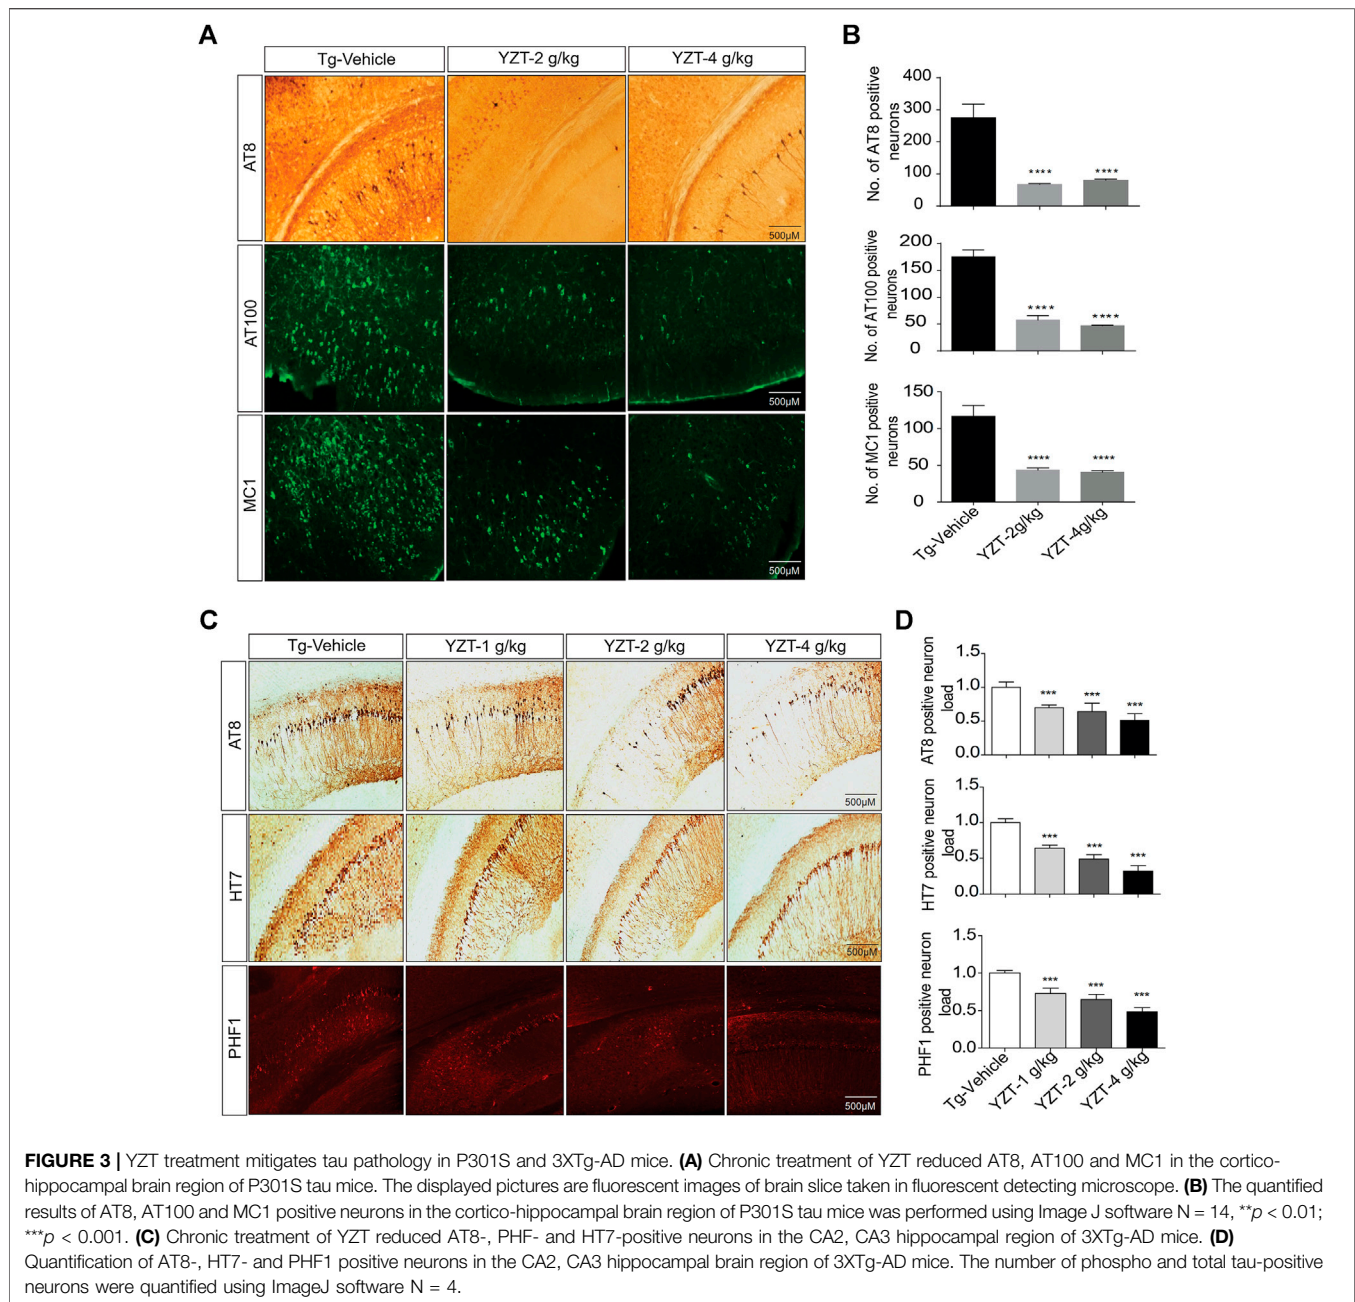 A
Tg-Vehicle
YZT-2 g/kg
YZT-4 g/kg
AT8
500µM
AT100
500µM
MC1
500µM
B
No. of AT8 positive
neurons
400
300
200
100
0
****
****
No. of AT100 positive
neurons
200
150
100
50
0
****
****
No. of MC1 positive
neurons
150
100
50
0
****
****
Tg-Vehicle
YZT-2g/kg
YZT-4g/kg
C
Tg-Vehicle
YZT-1 g/kg
YZT-2 g/kg
YZT-4 g/kg
AT8
500µM
HT7
500µM
PHF1
500µM
D
AT8 positive neuron
load
1.5
1.0
0.5
0.0
***
***
***
HT7 positive neuron
load
1.5
1.0
0.5
0.0
***
***
***
PHF1 positive neuron
load
1.5
1.0
0.5
0.0
***
***
***
Tg-Vehicle
YZT-1 g/kg
YZT-2 g/kg
YZT-4 g/kg
FIGURE 3 | YZT treatment mitigates tau pathology in P301S and 3XTg-AD mice. (A) Chronic treatment of YZT reduced AT8, AT100 and MC1 in the cortico-
hippocampal brain region of P301S tau mice. The displayed pictures are fluorescent images of brain slice taken in fluorescent detecting microscope. (B) The quantified
results of AT8, AT100 and MC1 positive neurons in the cortico-hippocampal brain region of P301S tau mice was performed using Image J software N = 14, **p < 0.01;
***p < 0.001. (C) Chronic treatment of YZT reduced AT8-, PHF- and HT7-positive neurons in the CA2, CA3 hippocampal region of 3XTg-AD mice. (D)
Quantification of AT8-, HT7- and PHF1 positive neurons in the CA2, CA3 hippocampal brain region of 3XTg-AD mice. The number of phospho and total tau-positive
neurons were quantified using ImageJ software N = 4.